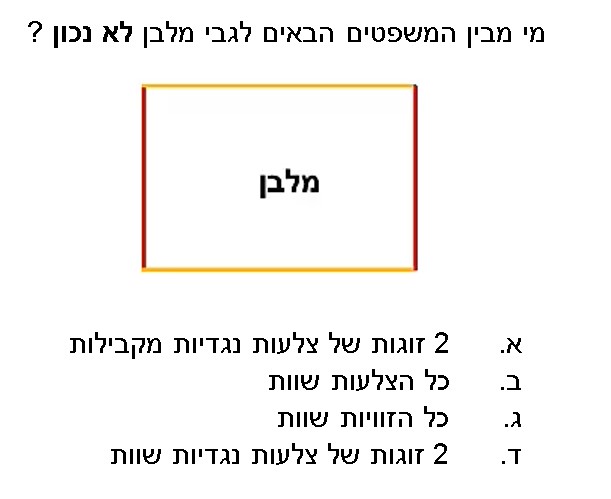 מי מבין המשפטים הבאים לגבי מלבן לא נכון ?
מלבן
א. 2 זוגות של צלעות נגדיות מקבילות
ב. כל הצלעות שוות
ג. כל הזוויות שוות
ד. 2 זוגות של צלעות נגדיות שוות